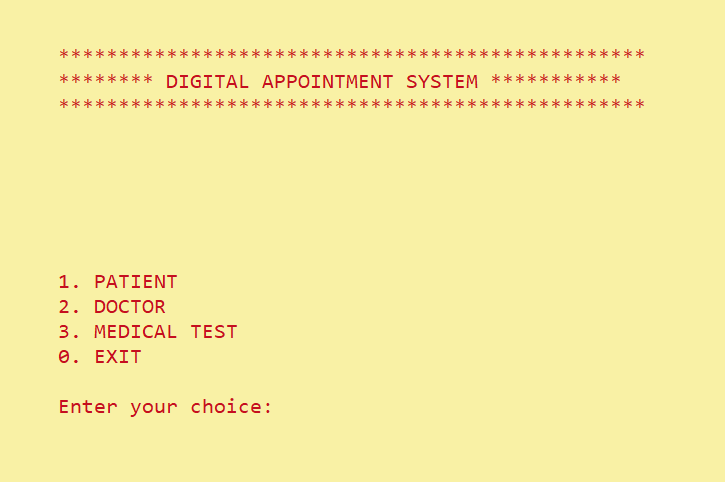 *************************************************
******** DIGITAL APPOINTMENT SYSTEM ***********
*************************************************
1. PATIENT
2. DOCTOR
3. MEDICAL TEST
0. EXIT
Enter your choice: